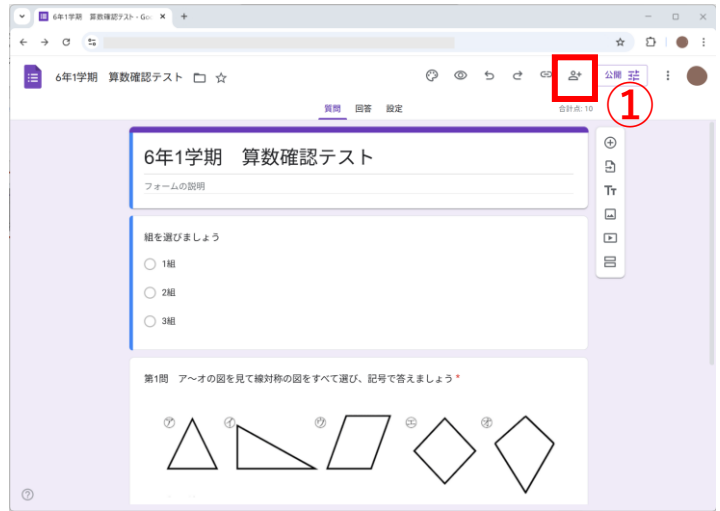 6年1学期 算数確認テスト - Go
6年1学期 算数確認テスト
公開
①
質問 回答 設定
合計点: 10
6年1学期 算数確認テスト
フォームの説明
Tт
組を選びましょう
1組
2組
3組
第1問 ア～オの図を見て線対称の図をすべて選び、記号で答えましょう *
㋐ ㋑ ㋒ ㋓ ㋔